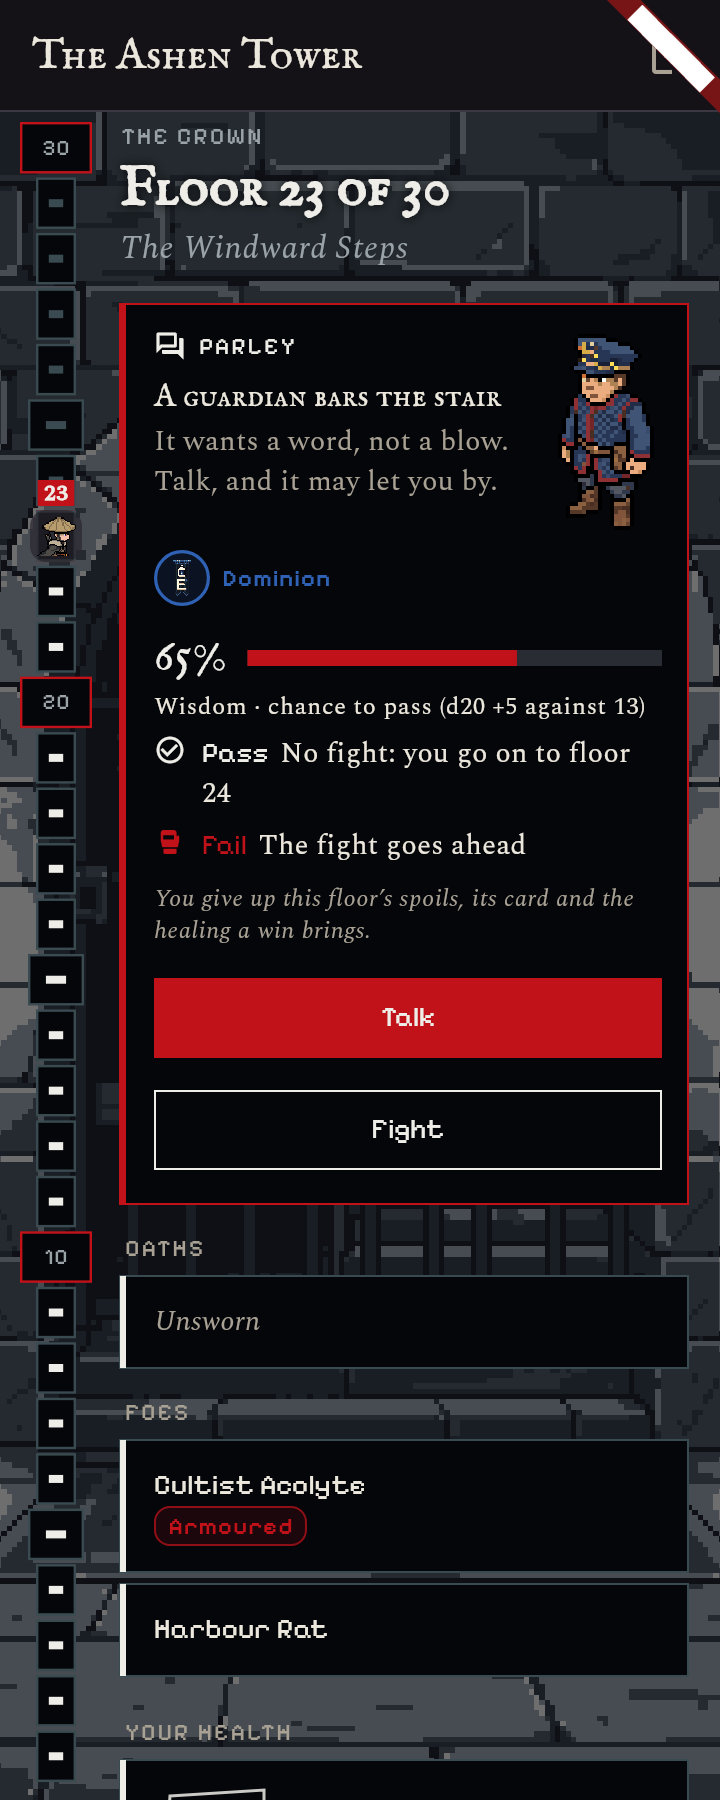 The Ashen Tower
30
THE CROWN
Floor 23 of 30
The Windward Steps
PARLEY
A guardian bars the stair
It wants a word, not a blow.
Talk, and it may let you by.
23
Dominion
65%
Wisdom · chance to pass (d20 +5 against 13)
20
Pass No fight: you go on to floor
24
Fail The fight goes ahead
You give up this floor’s spoils, its card and the
healing a win brings.
Talk
Fight
10
OATHS
Unsworn
FOES
Cultist Acolyte
Armoured
Harbour Rat
YOUR HEALTH